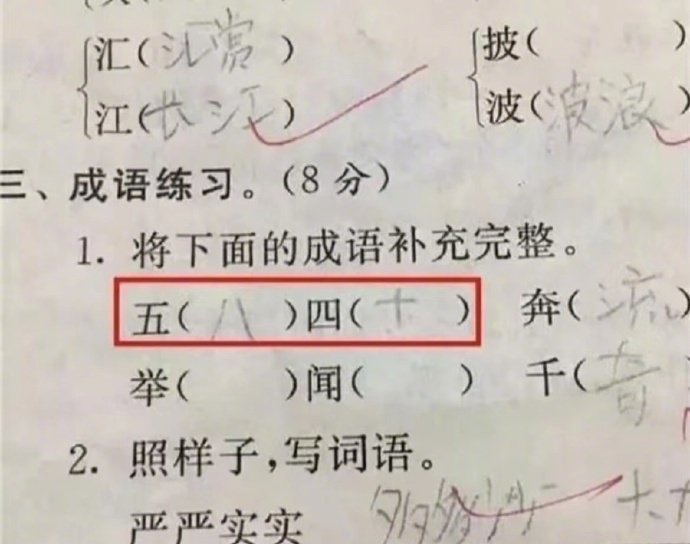 汇(汇赏) 披( )
江(长江) 波(波浪)
三、成语练习。(8分)
1. 将下面的成语补充完整。
五(八)四(十) 奔(流
举( )闻( ) 千(奇
2. 照样子,写词语。
严严实实